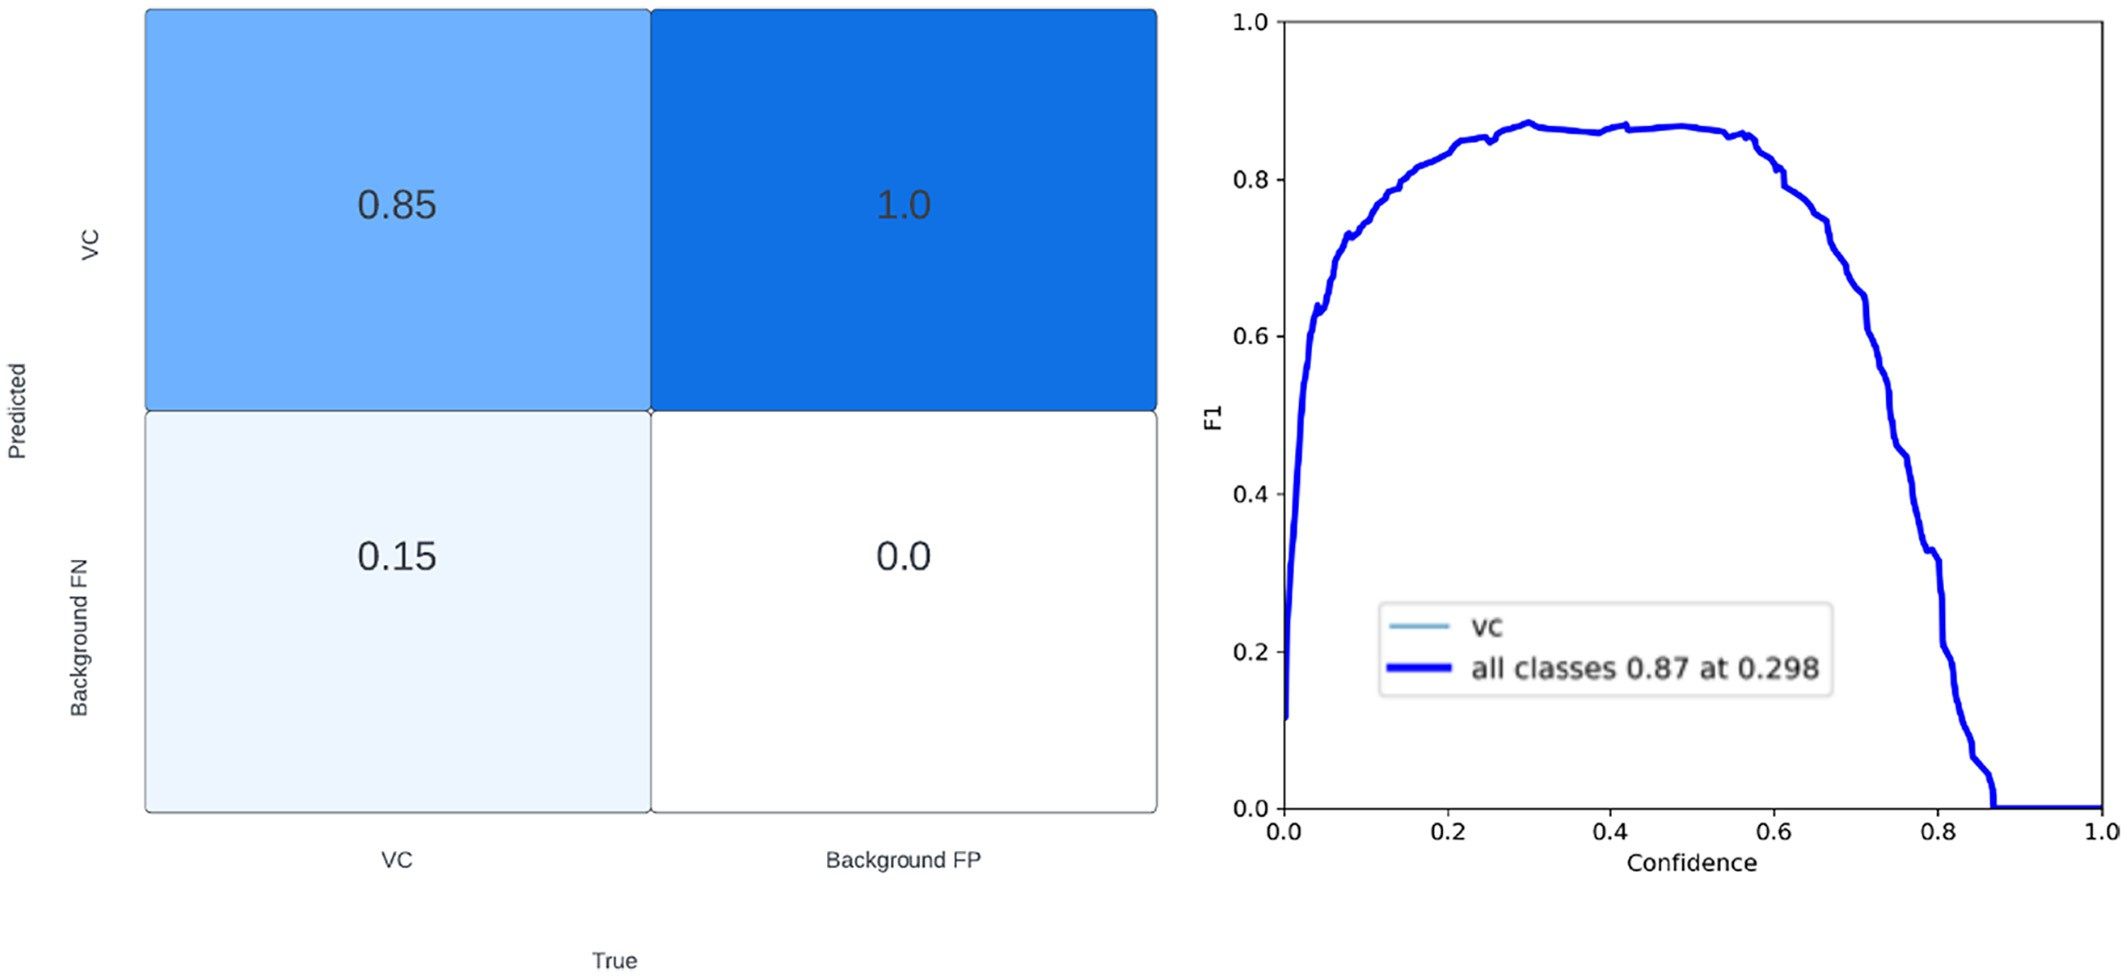 0.85
1.0
0.15
0.0
VC
Background FN
Predicted
VC
Background FP
True
1.0
0.8
0.6
0.4
0.2
0.0
F1
vc
all classes 0.87 at 0.298
0.0
0.2
0.4
0.6
0.8
1.0
Confidence